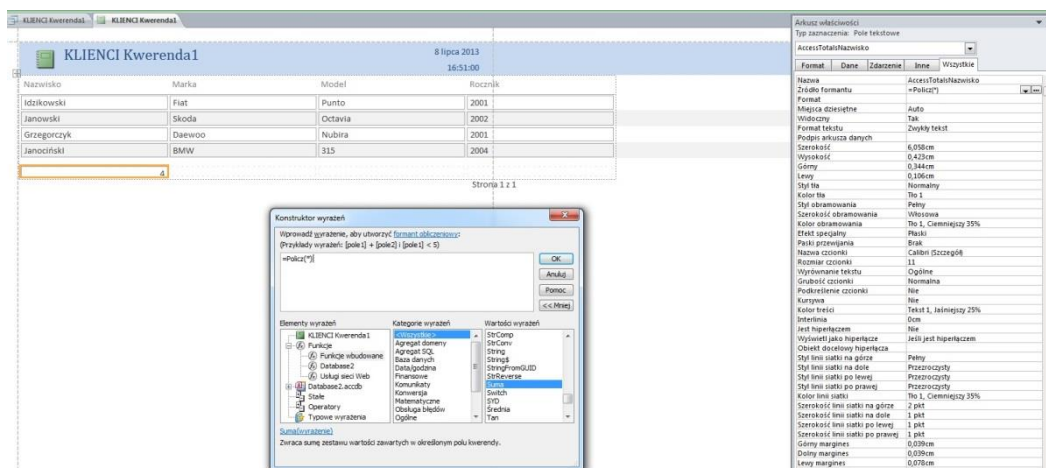 KLIENCI Kwerenda1 KLIENCI Kwerenda1
KLIENCI Kwerenda1
8 lipca 2013
16:51:00
Nazwisko Marka Model Rocznik
Idzikowski Fiat Punto 2001
Janowski Skoda Octavia 2002
Grzegorczyk Daewoo Nubira 2001
Janociński BMW 315 2004
4
Strona 1 z 1
Konstruktor wyrażeń
Wprowadź wyrażenie, aby utworzyć formant obliczeniowy:
(Przykłady wyrażeń: [pole1] + [pole2] i [pole1] < 5)
=Policz(*)
OK
Anuluj
Pomoc
<< Mniej
Elementy wyrażeń
KLIENCI Kwerenda1
Funkcje
Funkcje wbudowane
Database2
Usługi sieci Web
Database2.accdb
Stałe
Operatory
Typowe wyrażenia
Kategorie wyrażeń
<Wszystkie>
Agregat domeny
Agregat SQL
Baza danych
Data/godzina
Finansowe
Komunikaty
Konwersja
Matematyczne
Obsługa błędów
Ogólne
Wartości wyrażeń
StrComp
StrConv
String
String$
StringFromGUID
StrReverse
Suma
Switch
SYD
Średnia
Tan
Suma(wyrażenie)
Zwraca sumę zestawu wartości zawartych w określonym polu kwerendy.
Arkusz właściwości
Typ zaznaczenia: Pole tekstowe
AccessTotalsNazwisko
Format Dane Zdarzenie Inne Wszystkie
Nazwa AccessTotalsNazwisko
Źródło formantu =Policz(*)
Format
Miejsca dziesiętne Auto
Widoczny Tak
Format tekstu Zwykły tekst
Podpis arkusza danych
Szerokość 6,058cm
Wysokość 0,423cm
Górny 0,344cm
Lewy 0,106cm
Styl tła Normalny
Kolor tła Tło 1
Styl obramowania Pełny
Szerokość obramowania Włosowa
Kolor obramowania Tło 1, Ciemniejszy 35%
Efekt specjalny Płaski
Paski przewijania Brak
Nazwa czcionki Calibri (Szczegół)
Rozmiar czcionki 11
Wyrównanie tekstu Ogólne
Grubość czcionki Normalna
Podkreślenie czcionki Nie
Kursywa Nie
Kolor treści Tekst 1, Jaśniejszy 25%
Interlinia 0cm
Jest hiperłączem Nie
Wyświetl jako hiperłącze Jeśli jest hiperłączem
Obiekt docelowy hiperłącza
Styl linii siatki na górze Pełny
Styl linii siatki na dole Przezroczysty
Styl linii siatki po lewej Przezroczysty
Styl linii siatki po prawej Przezroczysty
Kolor linii siatki Tło 1, Ciemniejszy 35%
Szerokość linii siatki na górze 2 pkt
Szerokość linii siatki na dole 1 pkt
Szerokość linii siatki po lewej 1 pkt
Szerokość linii siatki po prawej 1 pkt
Górny margines 0,039cm
Dolny margines 0,039cm
Lewy margines 0,078cm